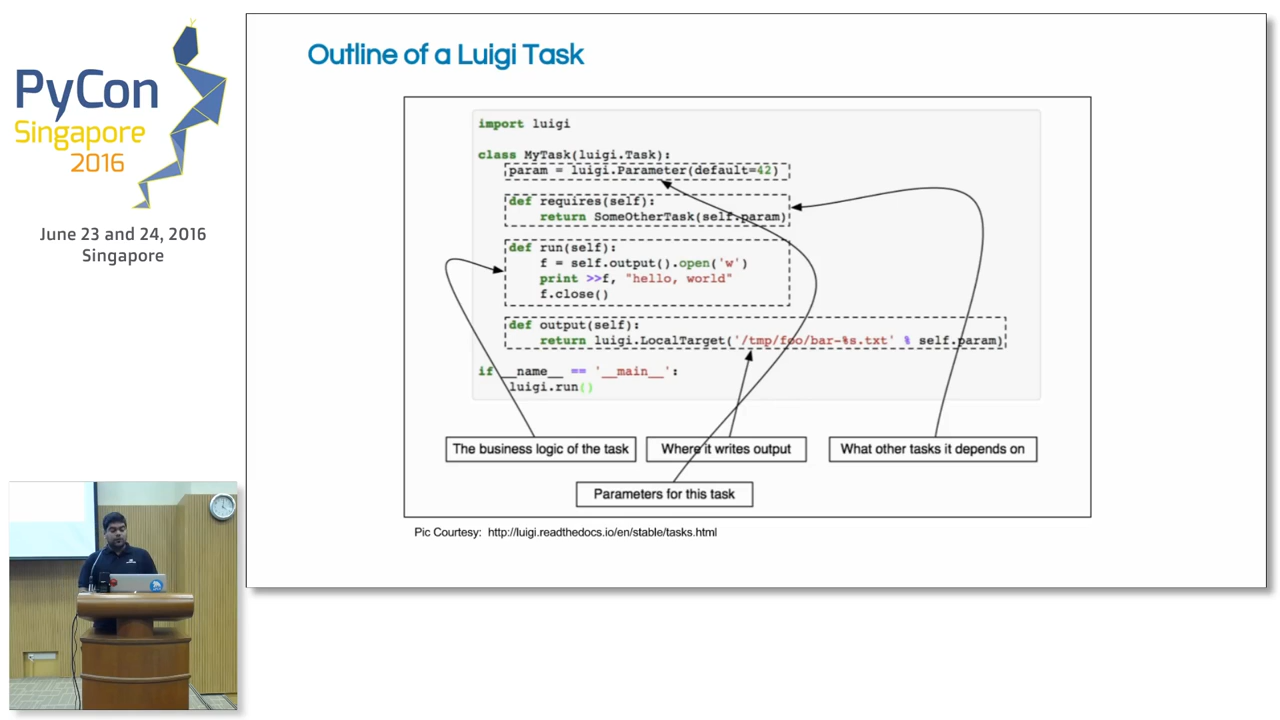 PyCon
Singapore
2016
June 23 and 24, 2016
Singapore
Outline of a Luigi Task
import luigi
class MyTask(luigi.Task):
param = luigi.Parameter(default=42)
def requires(self):
return SomeOtherTask(self.param)
def run(self):
f = self.output().open('w')
print >>f, "hello, world"
f.close()
def output(self):
return luigi.LocalTarget('/tmp/foo/bar-%s.txt' % self.param)
if __name__ == '__main__':
luigi.run()
The business logic of the task
Where it writes output
What other tasks it depends on
Parameters for this task
Pic Courtesy: http://luigi.readthedocs.io/en/stable/tasks.html